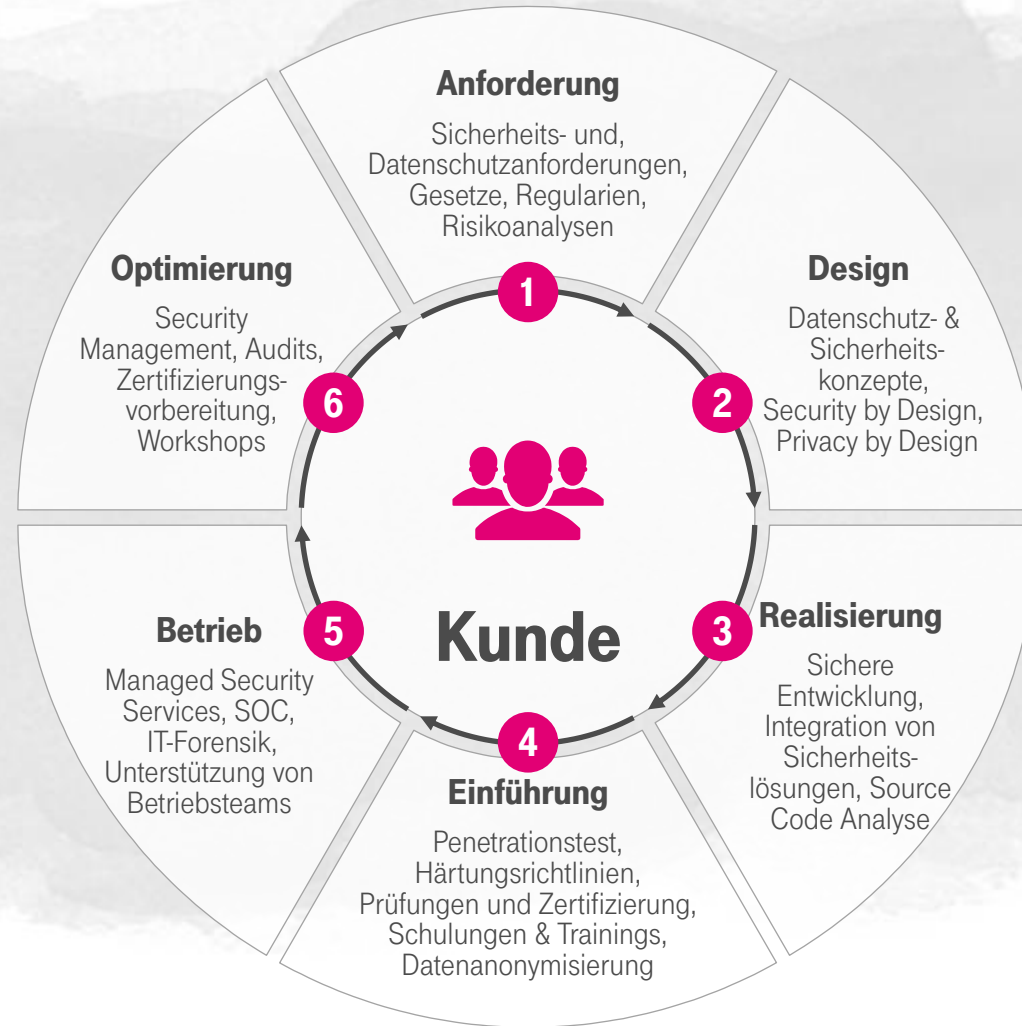 Anforderung
Sicherheits- und,
Datenschutzanforderungen,
Gesetze, Regularien,
Risikoanalysen
1
Design
Datenschutz- &
Sicherheits-
konzepte,
Security by Design,
Privacy by Design
2
Realisierung
Sichere
Entwicklung,
Integration von
Sicherheits-
lösungen, Source
Code Analyse
3
Einführung
Penetrationstest,
Härtungsrichtlinien,
Prüfungen und Zertifizierung,
Schulungen & Trainings,
Datenanonymisierung
4
Betrieb
Managed Security
Services, SOC,
IT-Forensik,
Unterstützung von
Betriebsteams
5
Optimierung
Security
Management, Audits,
Zertifizierungs-
vorbereitung,
Workshops
6
Kunde